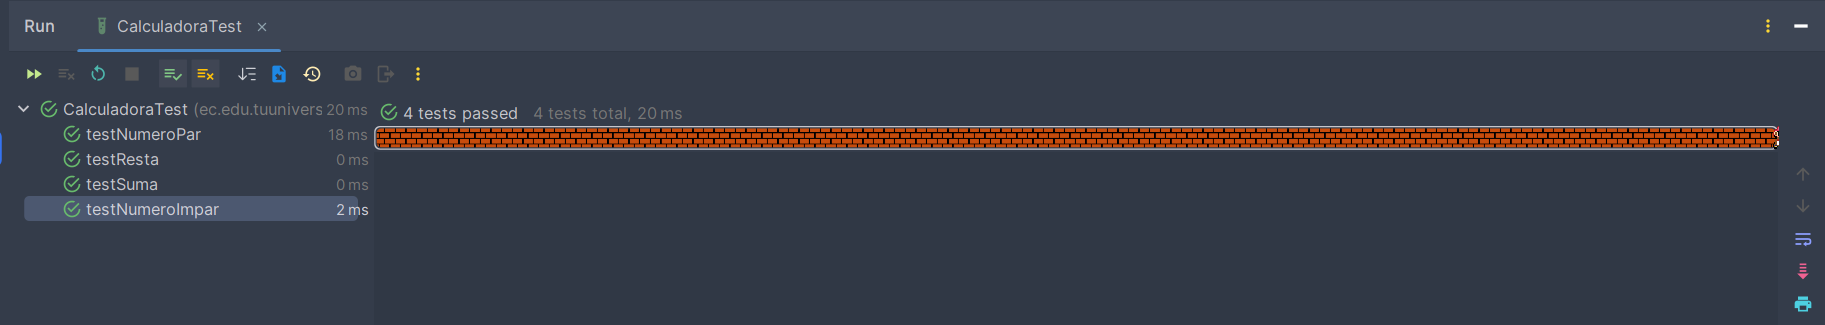 Run CalculadoraTest
CalculadoraTest (ec.edu.tuunivers 20 ms
4 tests passed 4 tests total, 20 ms
testNumeroPar 18 ms
testResta 0 ms
testSuma 0 ms
testNumeroImpar 2 ms